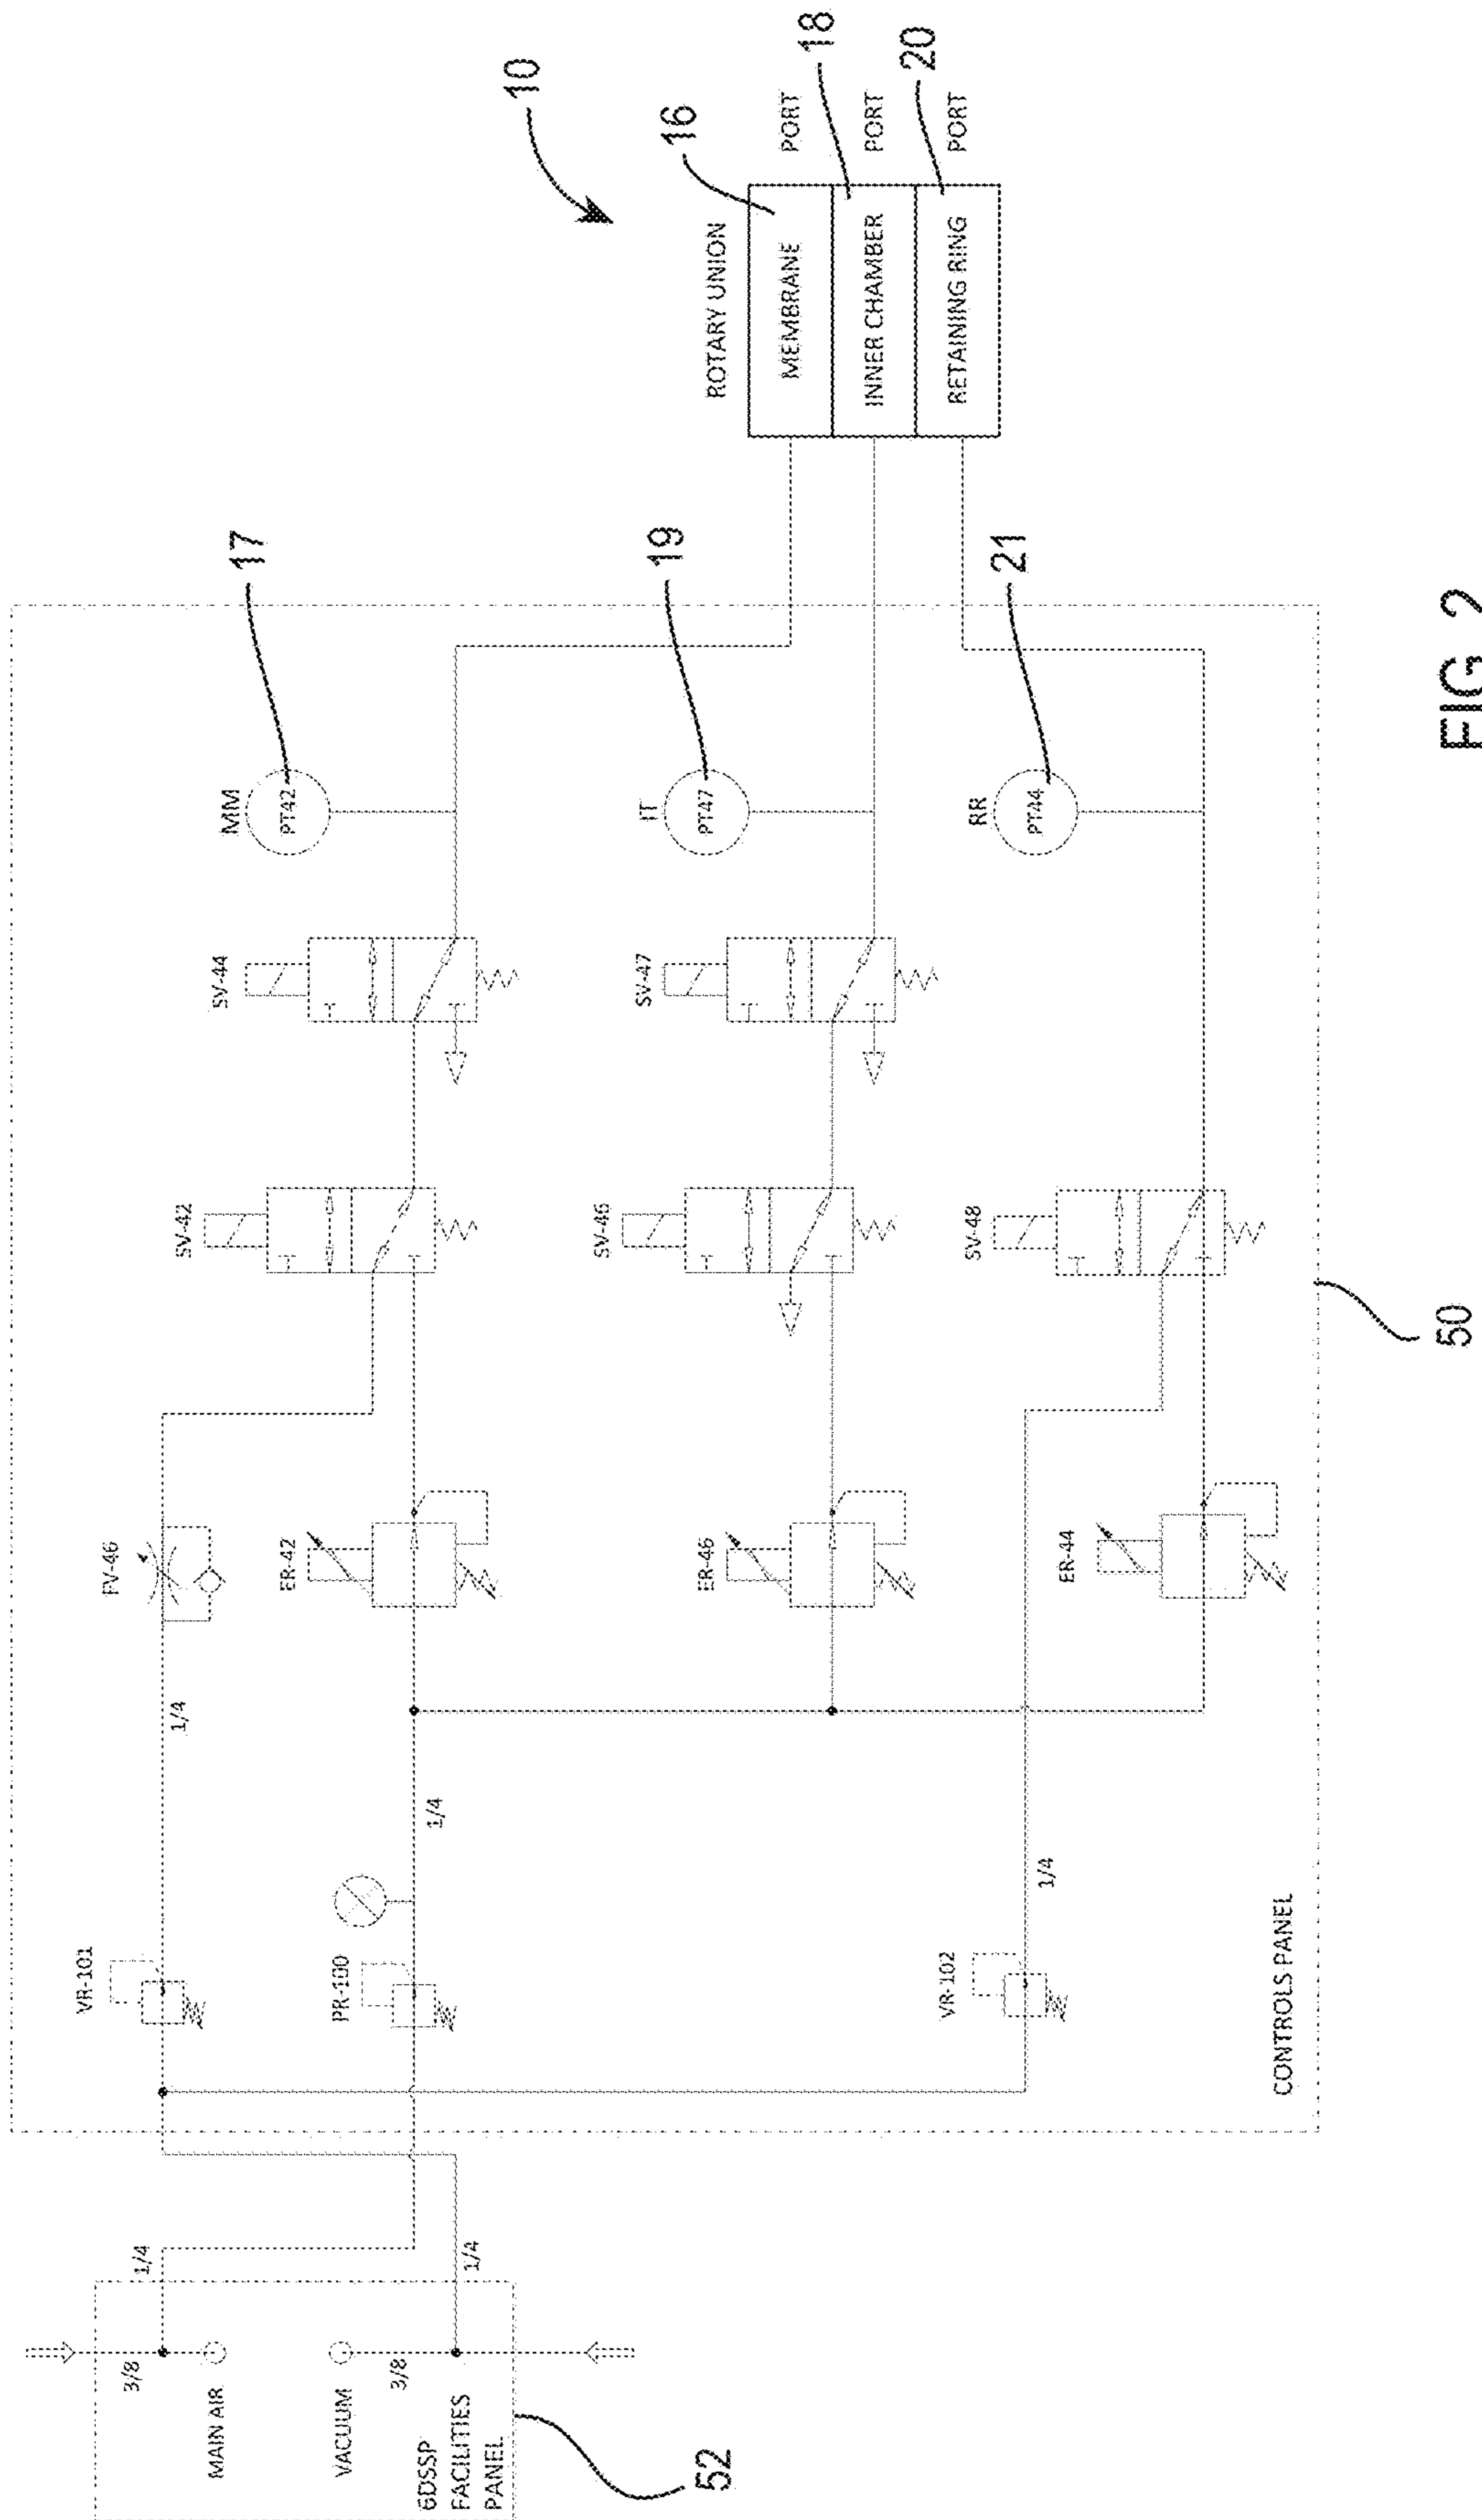 10
16
18
20
ROTARY UNION
MEMBRANE
PORT
INNER CHAMBER
PORT
RETAINING RING
PORT
17
19
21
MM
PT42
IT
PT47
RR
PT44
SV-44
SV-47
SV-42
SV-46
SV-48
FV-46
ER-42
ER-46
ER-44
1/4
1/4
1/4
VR-101
PR-100
VR-102
CONTROLS PANEL
50
1/4
1/4
3/8
3/8
MAIN AIR
VACUUM
6DSSP
FACILITIES
PANEL
52
FIG. 2